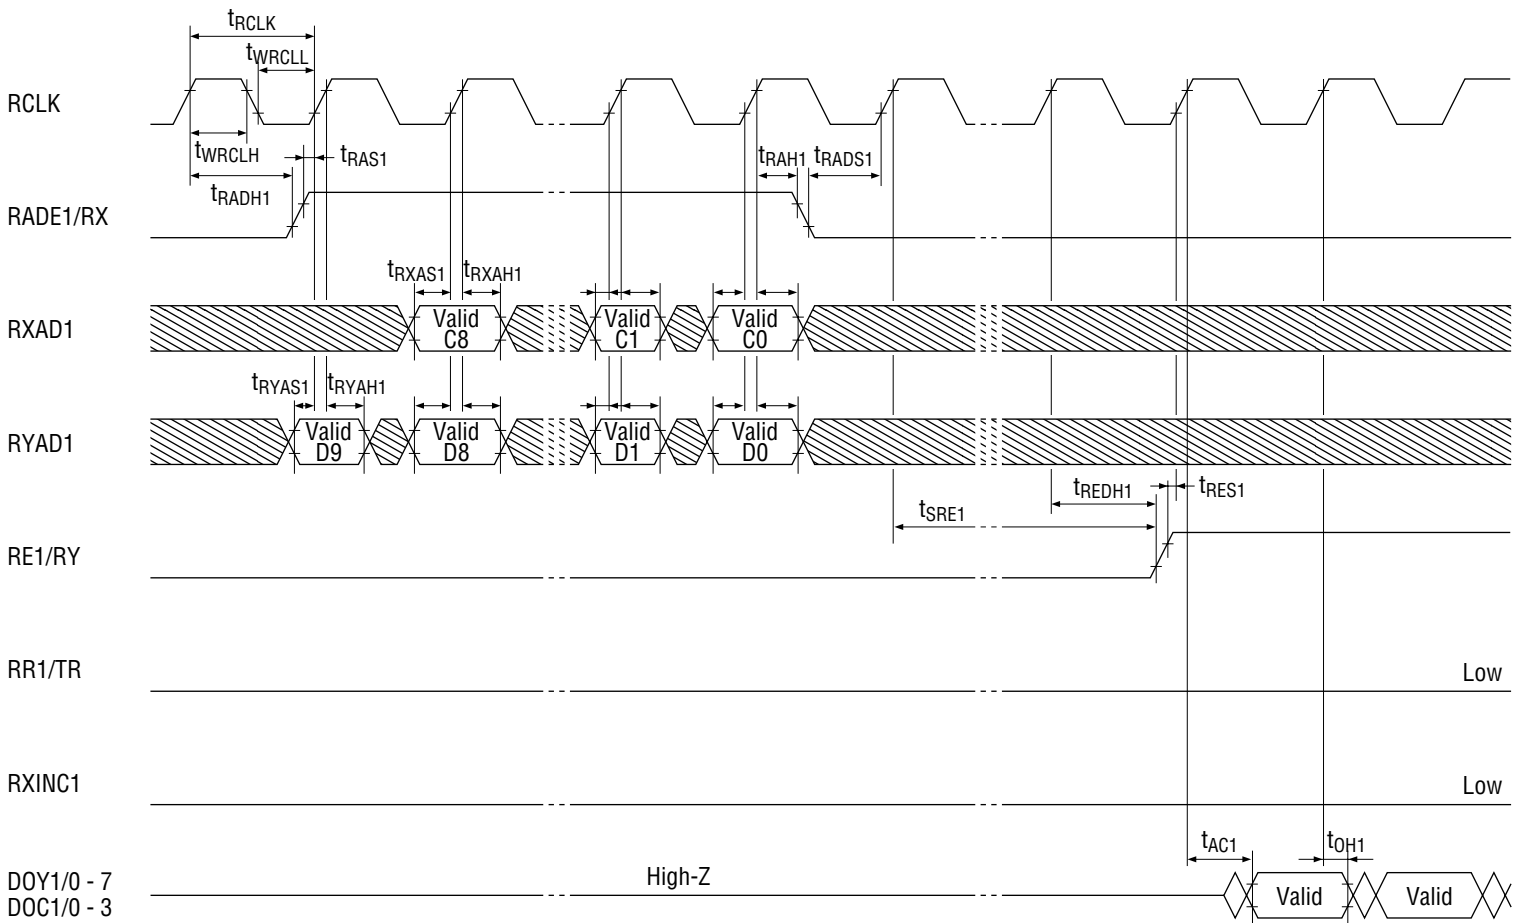 tRCLK
tWRCLL
RCLK
tWRCLH
tRAS1
tRAH1
tRADS1
tRADH1
RADE1/RX
tRXAS1
tRXAH1
RXAD1
Valid
C8
Valid
C1
Valid
C0
tRYAS1
tRYAH1
RYAD1
Valid
D9
Valid
D8
Valid
D1
Valid
D0
tREDH1
tRES1
tSRE1
RE1/RY
RR1/TR
Low
RXINC1
Low
tAC1
tOH1
DOY1/0 - 7
DOC1/0 - 3
High-Z
Valid
Valid